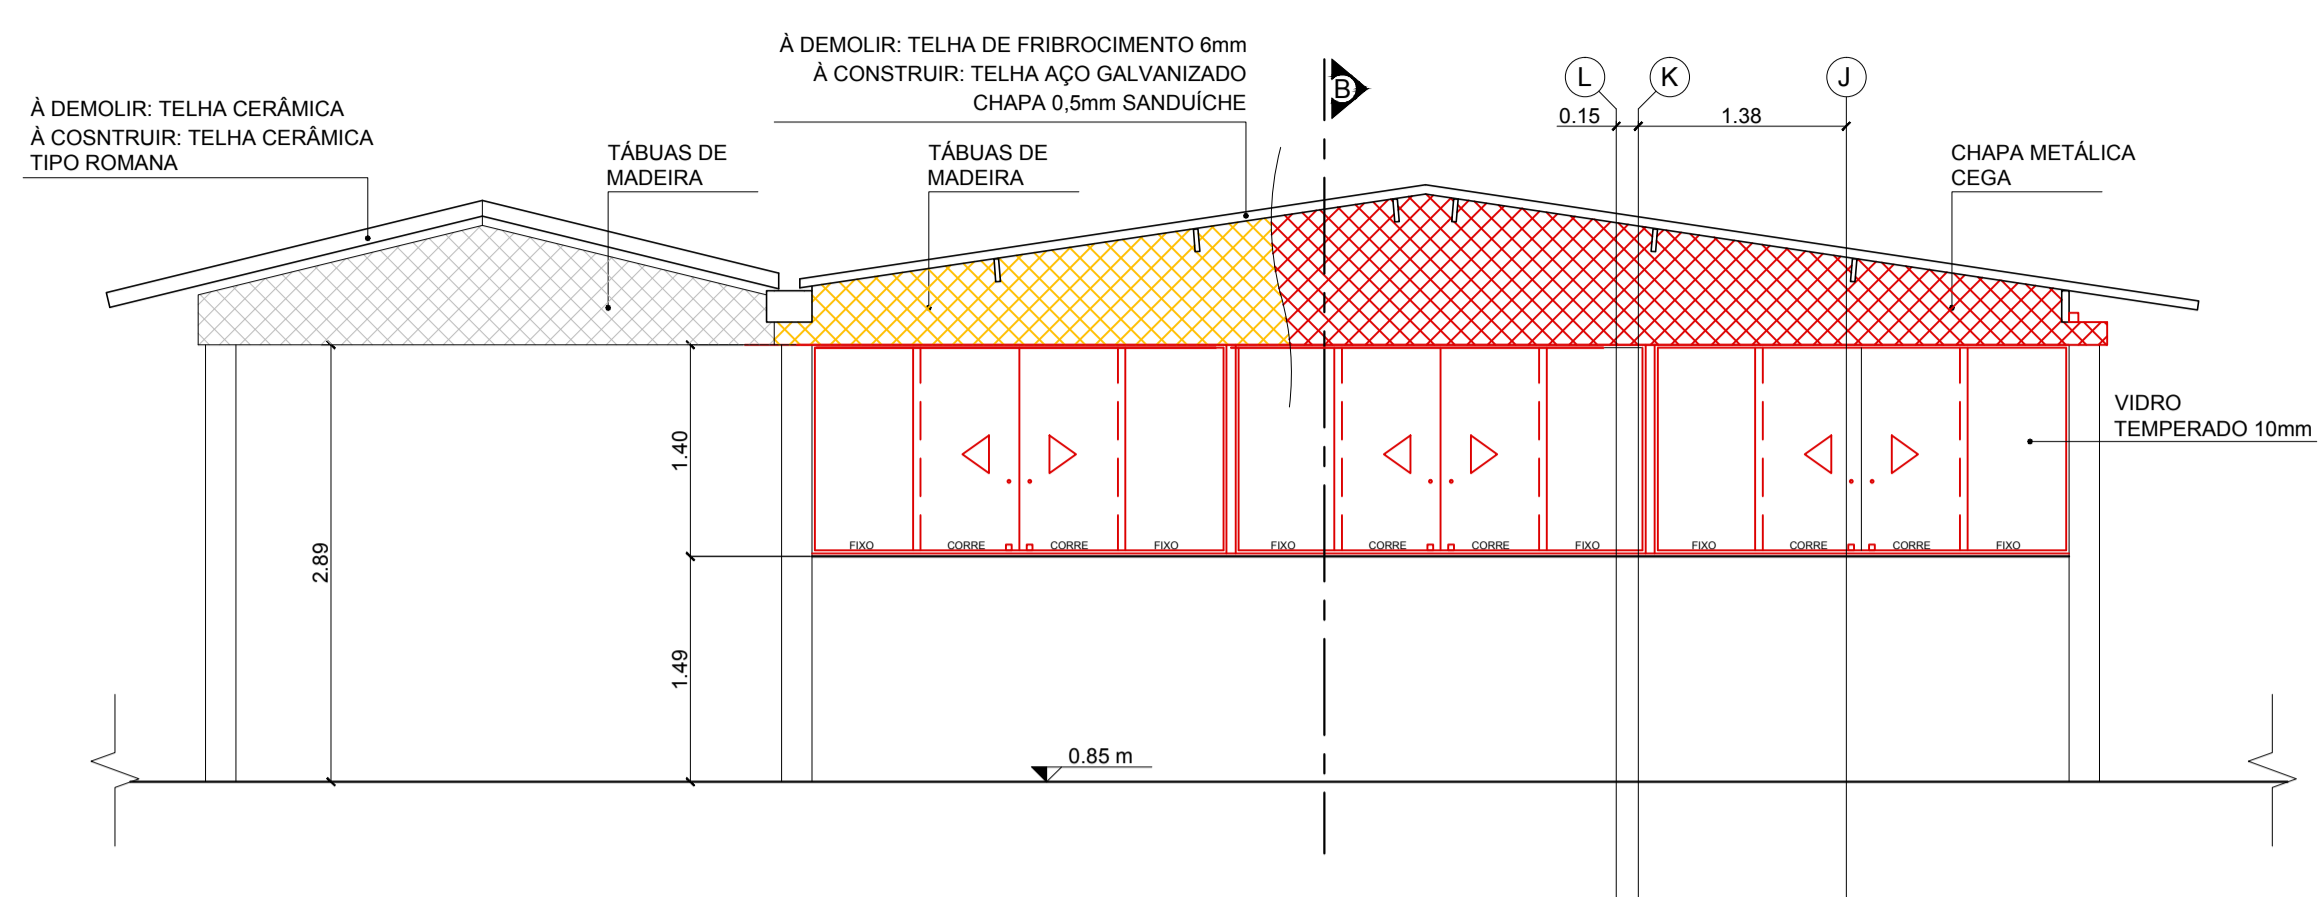 À DEMOLIR: TELHA DE FRIBROCIMENTO 6mm
À CONSTRUIR: TELHA AÇO GALVANIZADO
CHAPA 0,5mm SANDUÍCHE
B
L
K
J
0.15
1.38
À DEMOLIR: TELHA CERÂMICA
À COSNTRUIR: TELHA CERÂMICA
TIPO ROMANA
TÁBUAS DE
MADEIRA
TÁBUAS DE
MADEIRA
CHAPA METÁLICA
CEGA
VIDRO
TEMPERADO 10mm
1.40
2.89
1.49
FIXO CORRE CORRE FIXO FIXO CORRE CORRE FIXO FIXO CORRE CORRE FIXO
0.85 m